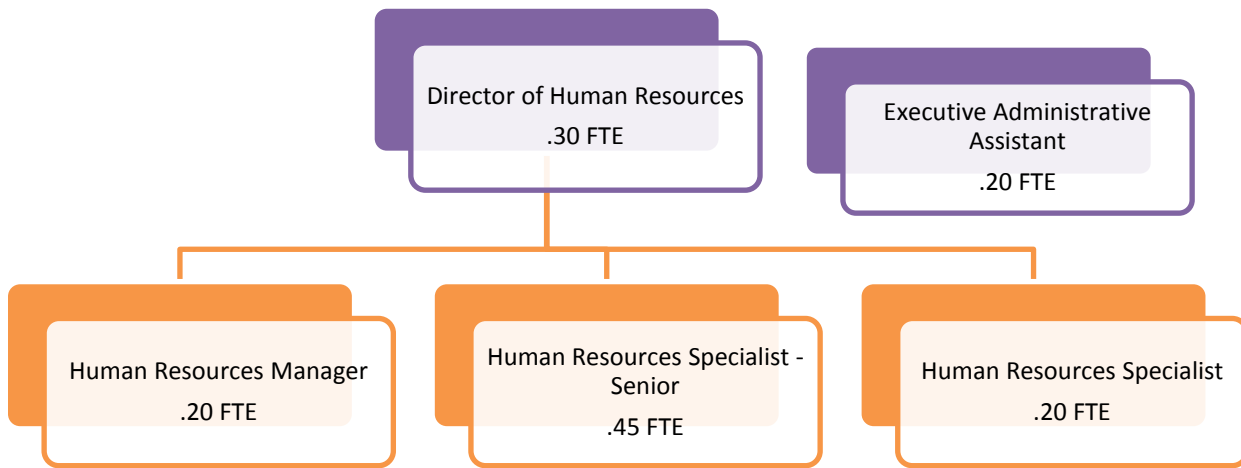 Director of Human Resources
.30 FTE
Executive Administrative
Assistant
.20 FTE
Human Resources Manager
.20 FTE
Human Resources Specialist -
Senior
.45 FTE
Human Resources Specialist
.20 FTE